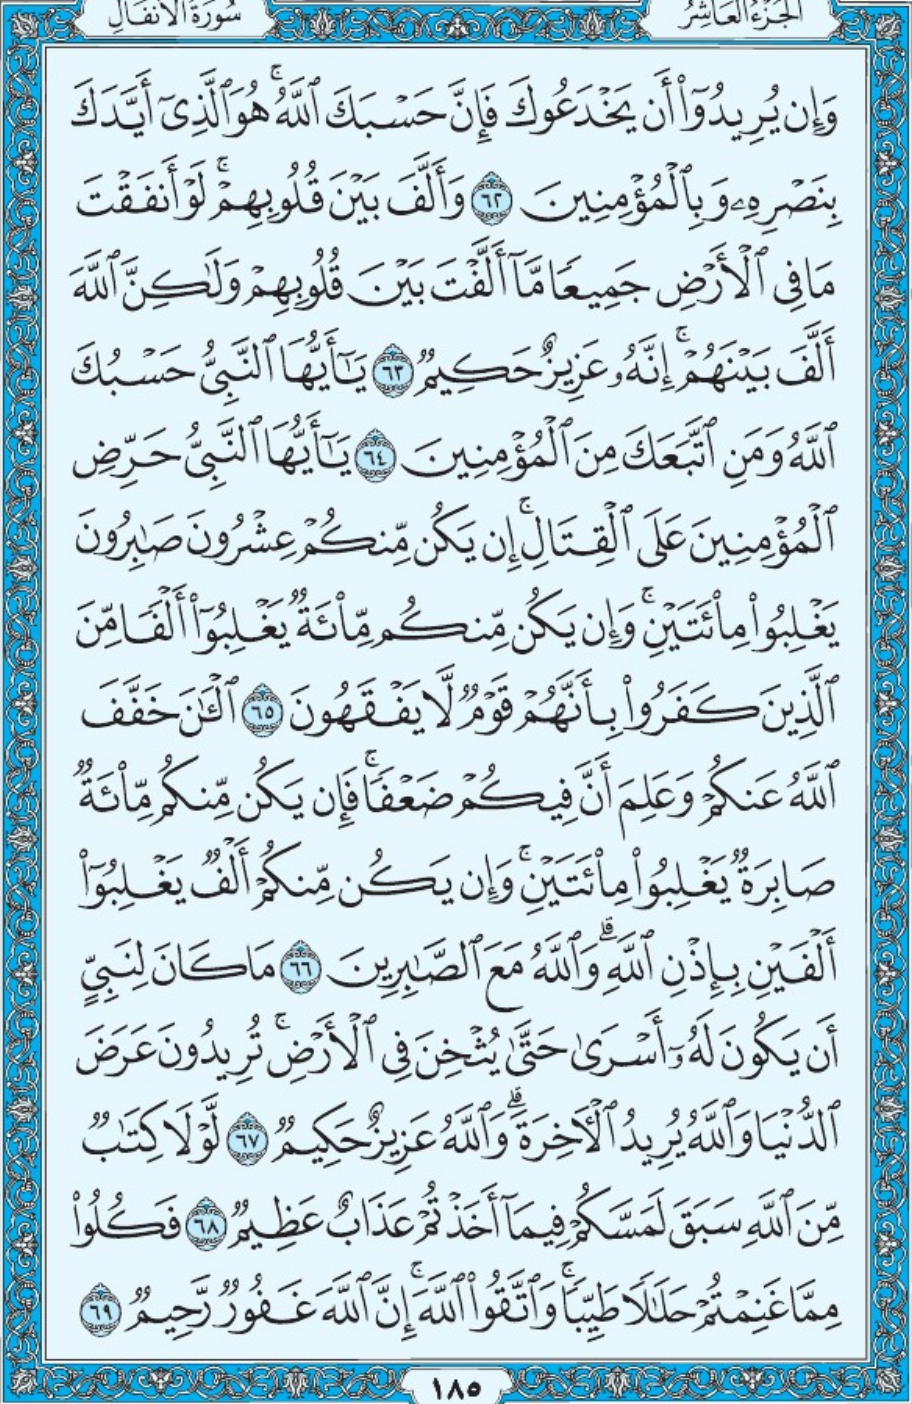 الجزء العاشر
سورة الأنفال
وَإِن يُرِيدُوٓا۟ أَن يَخْدَعُوكَ فَإِنَّ حَسْبَكَ ٱللَّهُ ۚ هُوَ ٱلَّذِىٓ أَيَّدَكَ
بِنَصْرِهِۦ وَبِٱلْمُؤْمِنِينَ ٦٢ وَأَلَّفَ بَيْنَ قُلُوبِهِمْ ۚ لَوْ أَنفَقْتَ
مَا فِى ٱلْأَرْضِ جَمِيعًا مَّآ أَلَّفْتَ بَيْنَ قُلُوبِهِمْ وَلَـٰكِنَّ ٱللَّهَ
أَلَّفَ بَيْنَهُمْ ۚ إِنَّهُۥ عَزِيزٌ حَكِيمٌ ٦٣ يَـٰٓأَيُّهَا ٱلنَّبِىُّ حَسْبُكَ
ٱللَّهُ وَمَنِ ٱتَّبَعَكَ مِنَ ٱلْمُؤْمِنِينَ ٦٤ يَـٰٓأَيُّهَا ٱلنَّبِىُّ حَرِّضِ
ٱلْمُؤْمِنِينَ عَلَى ٱلْقِتَالِ ۚ إِن يَكُن مِّنكُمْ عِشْرُونَ صَـٰبِرُونَ
يَغْلِبُوا۟ مِا۟ئَتَيْنِ ۚ وَإِن يَكُن مِّنكُم مِّا۟ئَةٌ يَغْلِبُوٓا۟ أَلْفًا مِّنَ
ٱلَّذِينَ كَفَرُوا۟ بِأَنَّهُمْ قَوْمٌ لَّا يَفْقَهُونَ ٦٥ ٱلْـَٔـٰنَ خَفَّفَ
ٱللَّهُ عَنكُمْ وَعَلِمَ أَنَّ فِيكُمْ ضَعْفًا ۚ فَإِن يَكُن مِّنكُم مِّا۟ئَةٌ
صَابِرَةٌ يَغْلِبُوا۟ مِا۟ئَتَيْنِ ۚ وَإِن يَكُن مِّنكُمْ أَلْفٌ يَغْلِبُوٓا۟
أَلْفَيْنِ بِإِذْنِ ٱللَّهِ ۗ وَٱللَّهُ مَعَ ٱلصَّـٰبِرِينَ ٦٦ مَا كَانَ لِنَبِىٍّ
أَن يَكُونَ لَهُۥٓ أَسْرَىٰ حَتَّىٰ يُثْخِنَ فِى ٱلْأَرْضِ ۚ تُرِيدُونَ عَرَضَ
ٱلدُّنْيَا وَٱللَّهُ يُرِيدُ ٱلْـَٔاخِرَةَ ۗ وَٱللَّهُ عَزِيزٌ حَكِيمٌ ٦٧ لَّوْلَا كِتَـٰبٌ
مِّنَ ٱللَّهِ سَبَقَ لَمَسَّكُمْ فِيمَآ أَخَذْتُمْ عَذَابٌ عَظِيمٌ ٦٨ فَكُلُوا۟
مِمَّا غَنِمْتُمْ حَلَـٰلًا طَيِّبًا ۚ وَٱتَّقُوا۟ ٱللَّهَ ۚ إِنَّ ٱللَّهَ غَفُورٌ رَّحِيمٌ ٦٩
١٨٥